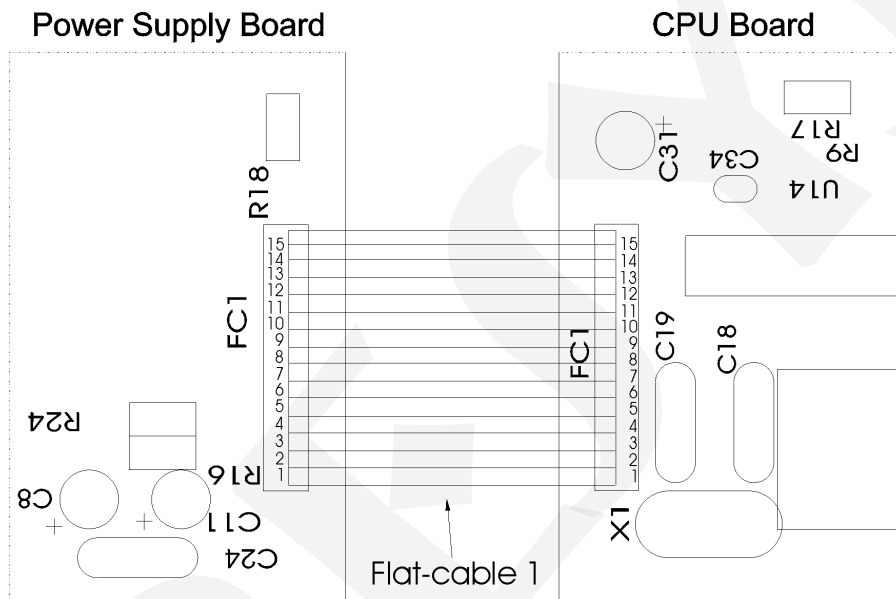 Power Supply Board
CPU Board
R18
FC1
15
14
13
12
11
10
9
8
7
6
5
4
3
2
1
R24
R16
C8
C11
C24
+
+
Flat-cable 1
15
14
13
12
11
10
9
8
7
6
5
4
3
2
1
FC1
+
C31
C34
R17
R9
U14
C19
C18
X1